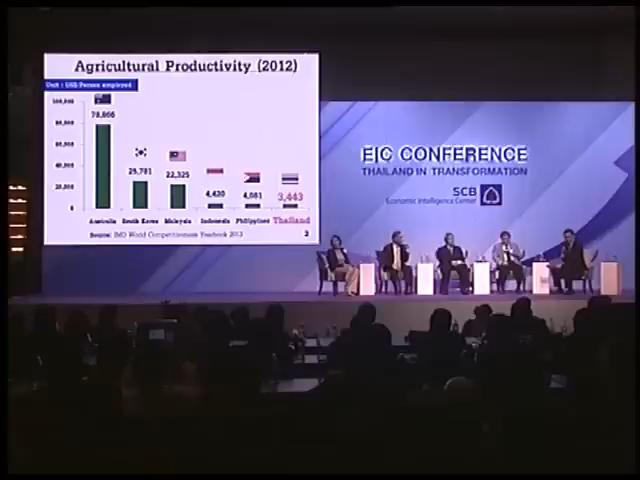 Agricultural Productivity (2012)
Unit : US$/Person employed
100,000
80,000
60,000
40,000
20,000
0
78,866
25,781
22,325
4,420
4,081
3,443
Australia South Korea Malaysia Indonesia Philippines Thailand
Source: IMD World Competitiveness Yearbook 2013
2
EIC CONFERENCE
THAILAND IN TRANSFORMATION
SCB
Economic Intelligence Center